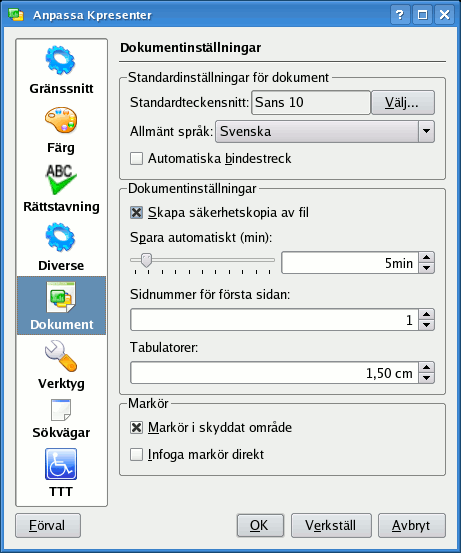 Anpassa Kpresenter
Gränssnitt
Färg
ABC
Rättstavning
Diverse
Dokument
Verktyg
Sökvägar
TTT
Dokumentinställningar
Standardinställningar för dokument
Standardteckensnitt: Sans 10 Välj...
Allmänt språk: Svenska
Automatiska bindestreck
Dokumentinställningar
Skapa säkerhetskopia av fil
Spara automatiskt (min):
5min
Sidnummer för första sidan:
1
Tabulatorer:
1,50 cm
Markör
Markör i skyddat område
Infoga markör direkt
Förval OK Verkställ Avbryt